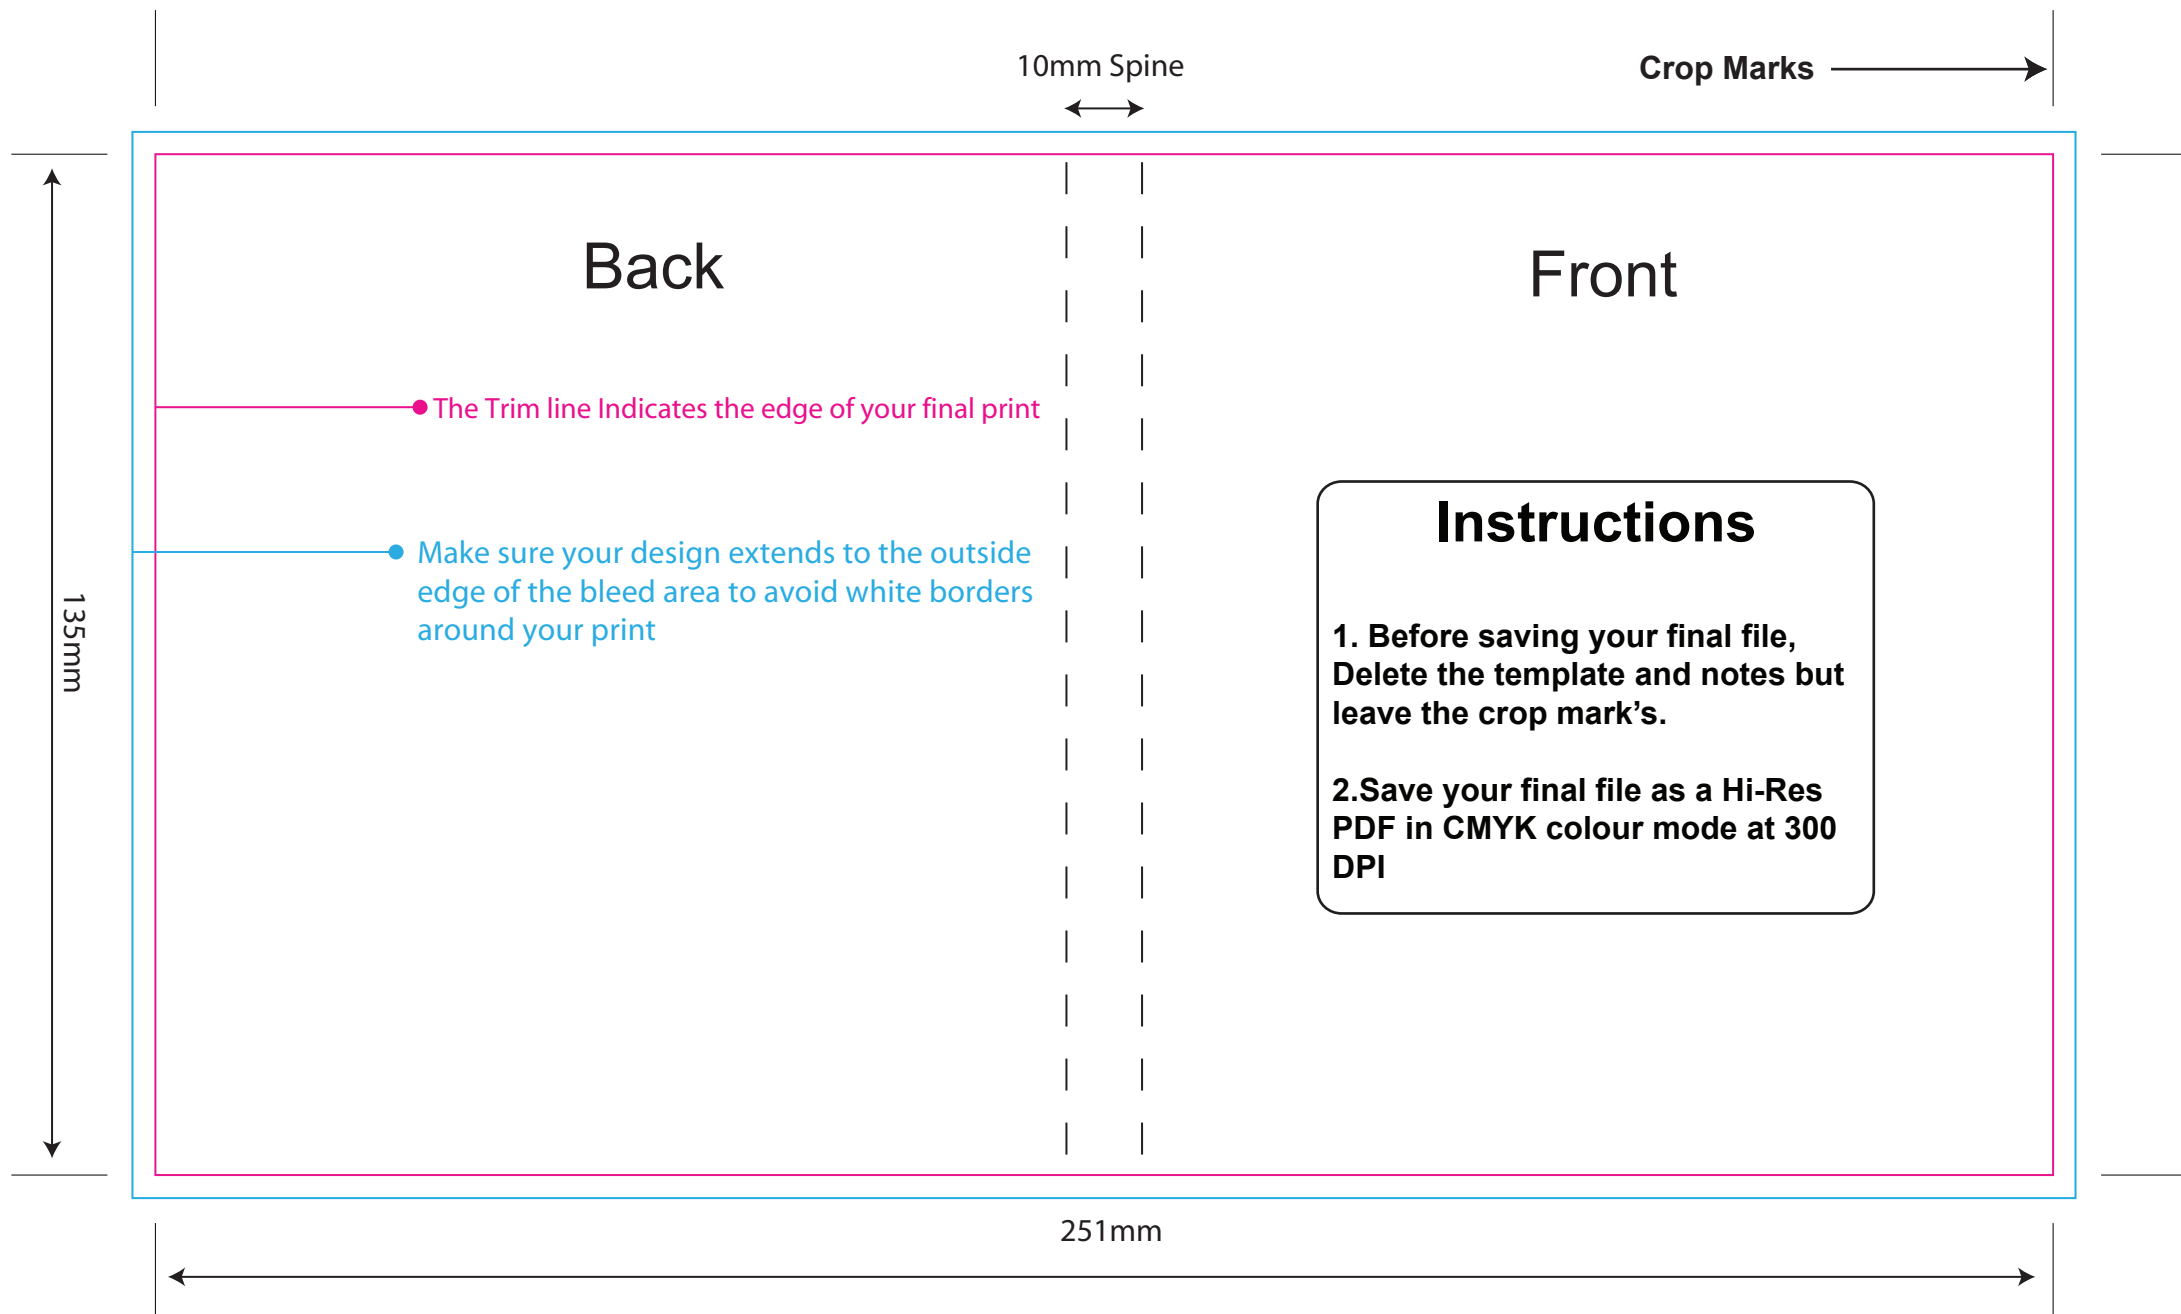 10mm Spine
Crop Marks
Back
Front
The Trim line Indicates the edge of your final print
Make sure your design extends to the outside
edge of the bleed area to avoid white borders
around your print
135mm
Instructions
1. Before saving your final file,
Delete the template and notes but
leave the crop mark’s.
2.Save your final file as a Hi-Res
PDF in CMYK colour mode at 300
DPI
251mm